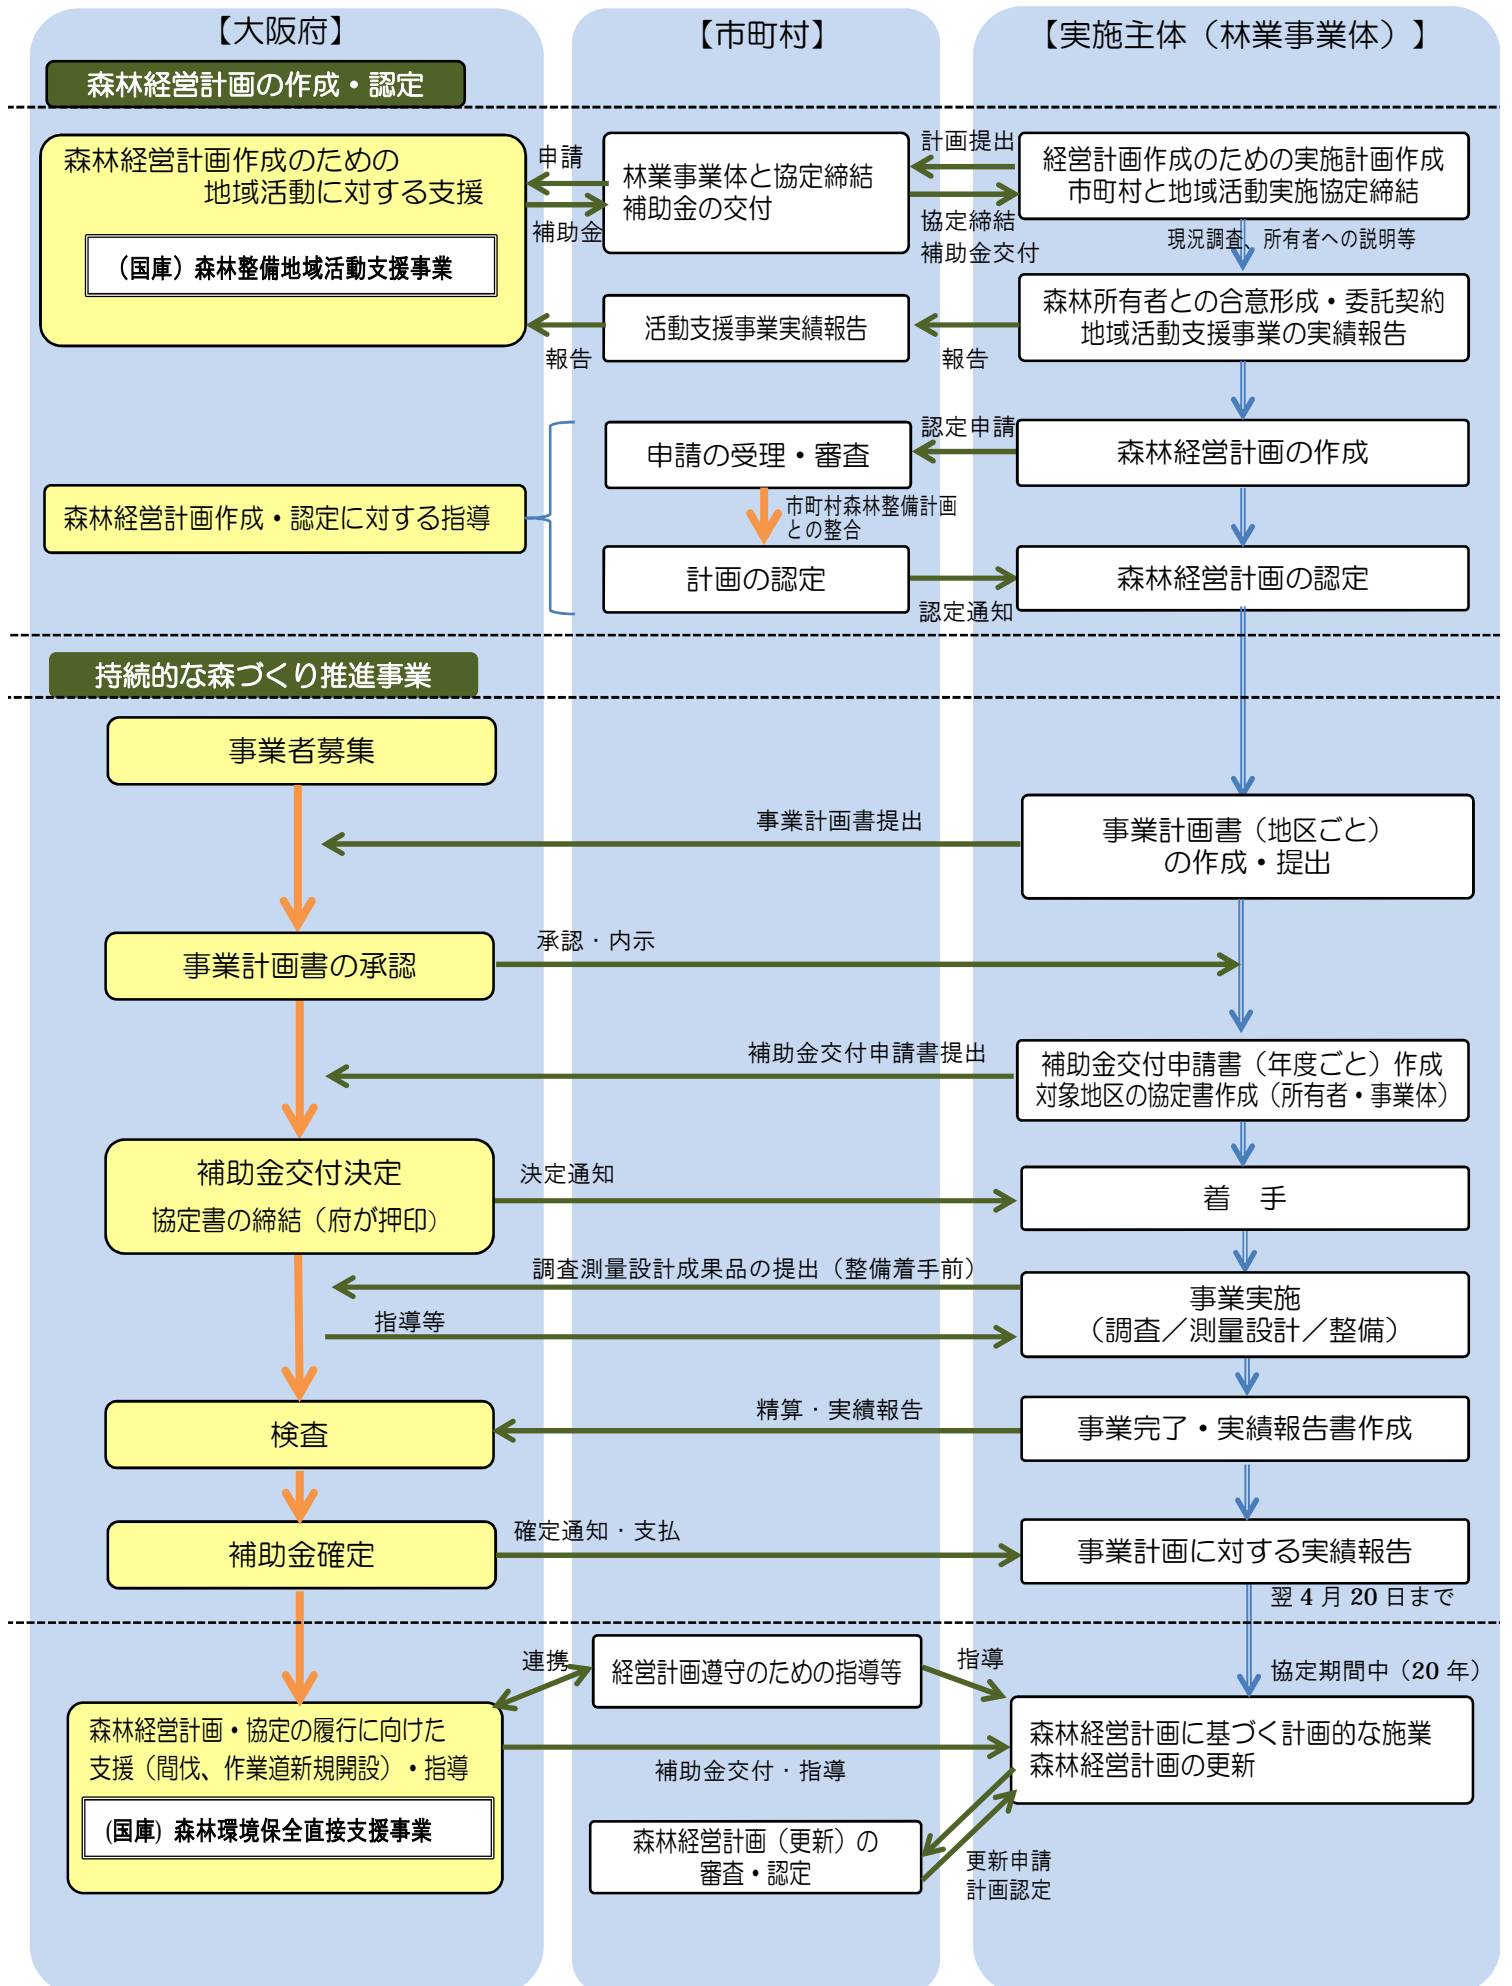 【大阪府】
【市町村】
【実施主体（林業事業体）】
森林経営計画の作成・認定
森林経営計画作成のための
地域活動に対する支援
（国庫）森林整備地域活動支援事業
申請
補助金
林業事業体と協定締結
補助金の交付
計画提出
協定締結
補助金交付
経営計画作成のための実施計画作成
市町村と地域活動実施協定締結
現況調査、所有者への説明等
報告
活動支援事業実績報告
報告
森林所有者との合意形成・委託契約
地域活動支援事業の実績報告
森林経営計画作成・認定に対する指導
申請の受理・審査
認定申請
森林経営計画の作成
市町村森林整備計画
との整合
計画の認定
認定通知
森林経営計画の認定
持続的な森づくり推進事業
事業者募集
事業計画書提出
事業計画書（地区ごと）
の作成・提出
事業計画書の承認
承認・内示
補助金交付申請書提出
補助金交付申請書（年度ごと）作成
対象地区の協定書作成（所有者・事業体）
補助金交付決定
協定書の締結（府が押印）
決定通知
着　手
調査測量設計成果品の提出（整備着手前）
指導等
事業実施
（調査／測量設計／整備）
検査
精算・実績報告
事業完了・実績報告書作成
補助金確定
確定通知・支払
事業計画に対する実績報告
翌４月 20 日まで
連携
経営計画遵守のための指導等
指導
協定期間中（20 年）
森林経営計画・協定の履行に向けた
支援（間伐、作業道新規開設）・指導
(国庫) 森林環境保全直接支援事業
補助金交付・指導
森林経営計画に基づく計画的な施業
森林経営計画の更新
森林経営計画（更新）の
審査・認定
更新申請
計画認定